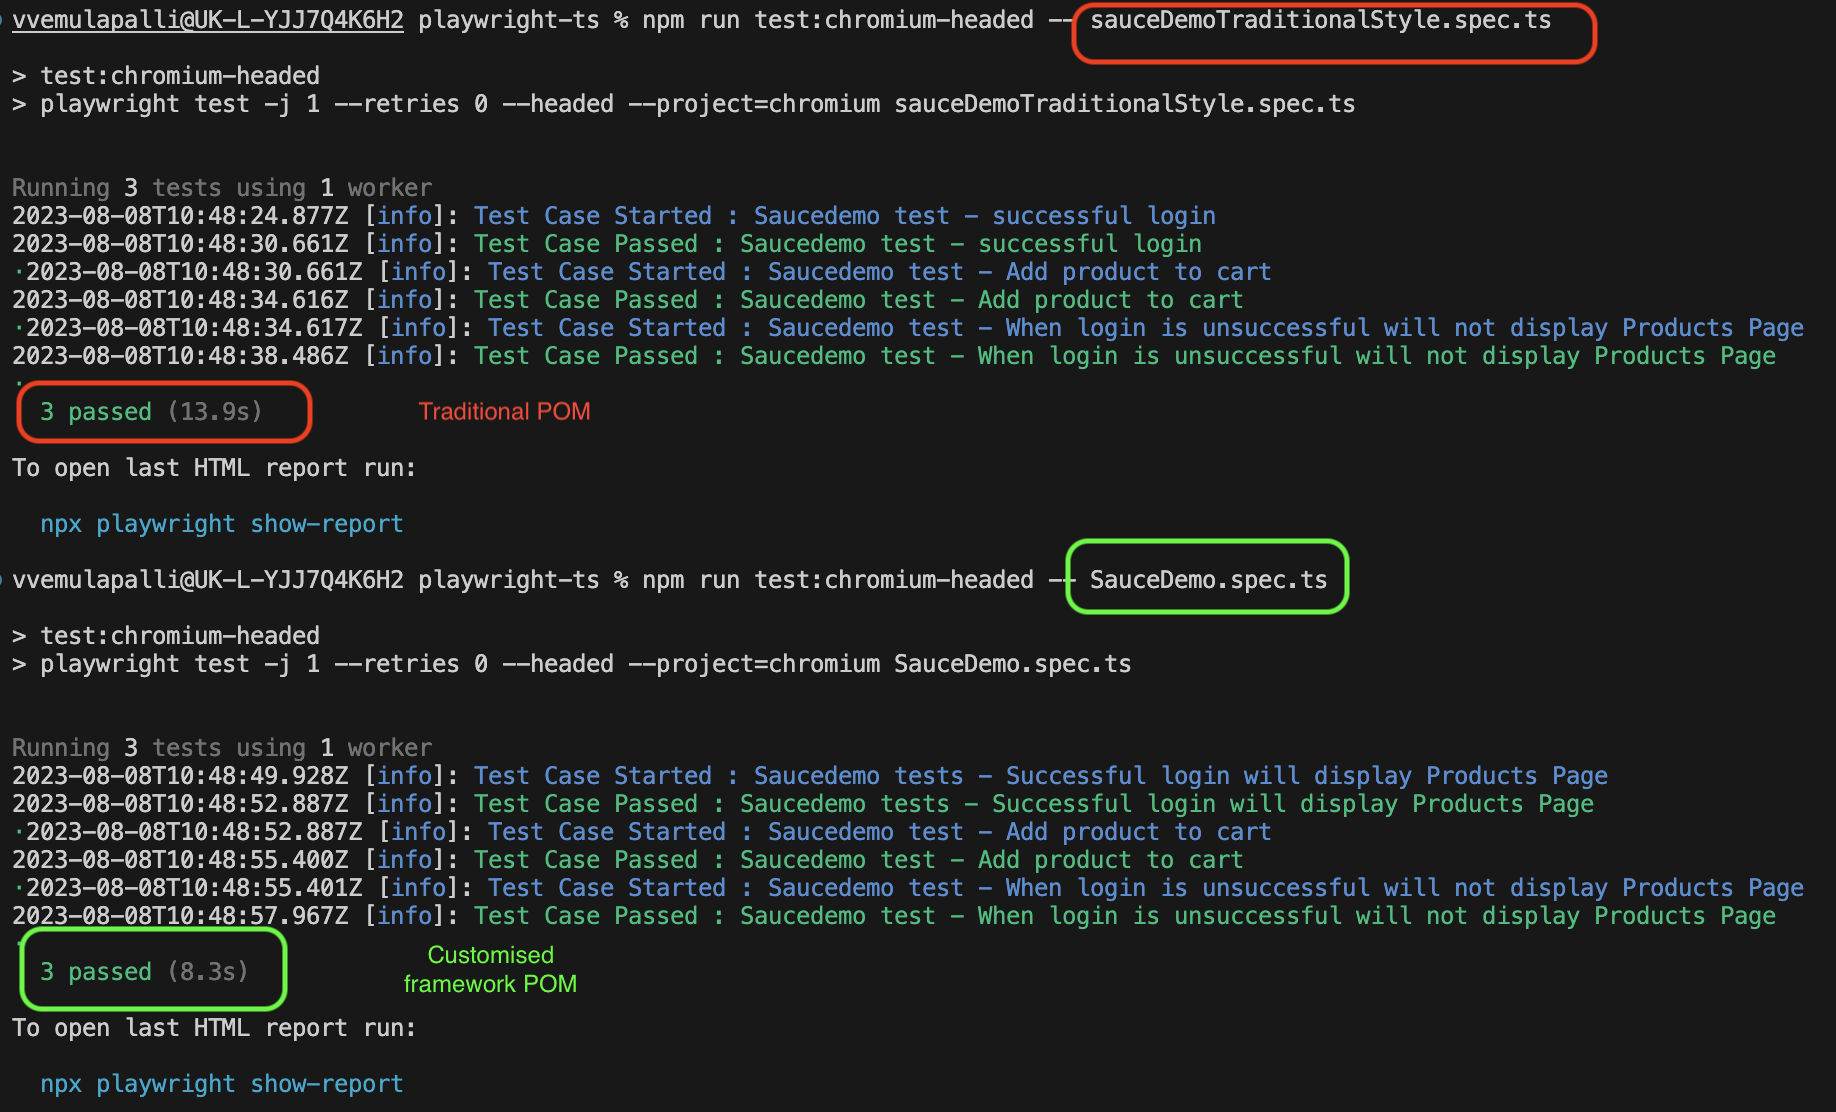 vvemulapalli@UK-L-YJJ7Q4K6H2 playwright-ts % npm run test:chromium-headed -- sauceDemoTraditionalStyle.spec.ts
> test:chromium-headed
> playwright test -j 1 --retries 0 --headed --project=chromium sauceDemoTraditionalStyle.spec.ts
Running 3 tests using 1 worker
2023-08-08T10:48:24.877Z [info]: Test Case Started : Saucedemo test - successful login
2023-08-08T10:48:30.661Z [info]: Test Case Passed : Saucedemo test - successful login
·2023-08-08T10:48:30.661Z [info]: Test Case Started : Saucedemo test - Add product to cart
2023-08-08T10:48:34.616Z [info]: Test Case Passed : Saucedemo test - Add product to cart
·2023-08-08T10:48:34.617Z [info]: Test Case Started : Saucedemo test - When login is unsuccessful will not display Products Page
2023-08-08T10:48:38.486Z [info]: Test Case Passed : Saucedemo test - When login is unsuccessful will not display Products Page
·
3 passed (13.9s)
Traditional POM
To open last HTML report run:
npx playwright show-report
vvemulapalli@UK-L-YJJ7Q4K6H2 playwright-ts % npm run test:chromium-headed -- SauceDemo.spec.ts
> test:chromium-headed
> playwright test -j 1 --retries 0 --headed --project=chromium SauceDemo.spec.ts
Running 3 tests using 1 worker
2023-08-08T10:48:49.928Z [info]: Test Case Started : Saucedemo tests - Successful login will display Products Page
2023-08-08T10:48:52.887Z [info]: Test Case Passed : Saucedemo tests - Successful login will display Products Page
·2023-08-08T10:48:52.887Z [info]: Test Case Started : Saucedemo test - Add product to cart
2023-08-08T10:48:55.400Z [info]: Test Case Passed : Saucedemo test - Add product to cart
·2023-08-08T10:48:55.401Z [info]: Test Case Started : Saucedemo test - When login is unsuccessful will not display Products Page
2023-08-08T10:48:57.967Z [info]: Test Case Passed : Saucedemo test - When login is unsuccessful will not display Products Page
·
3 passed (8.3s)
Customised
framework POM
To open last HTML report run:
npx playwright show-report